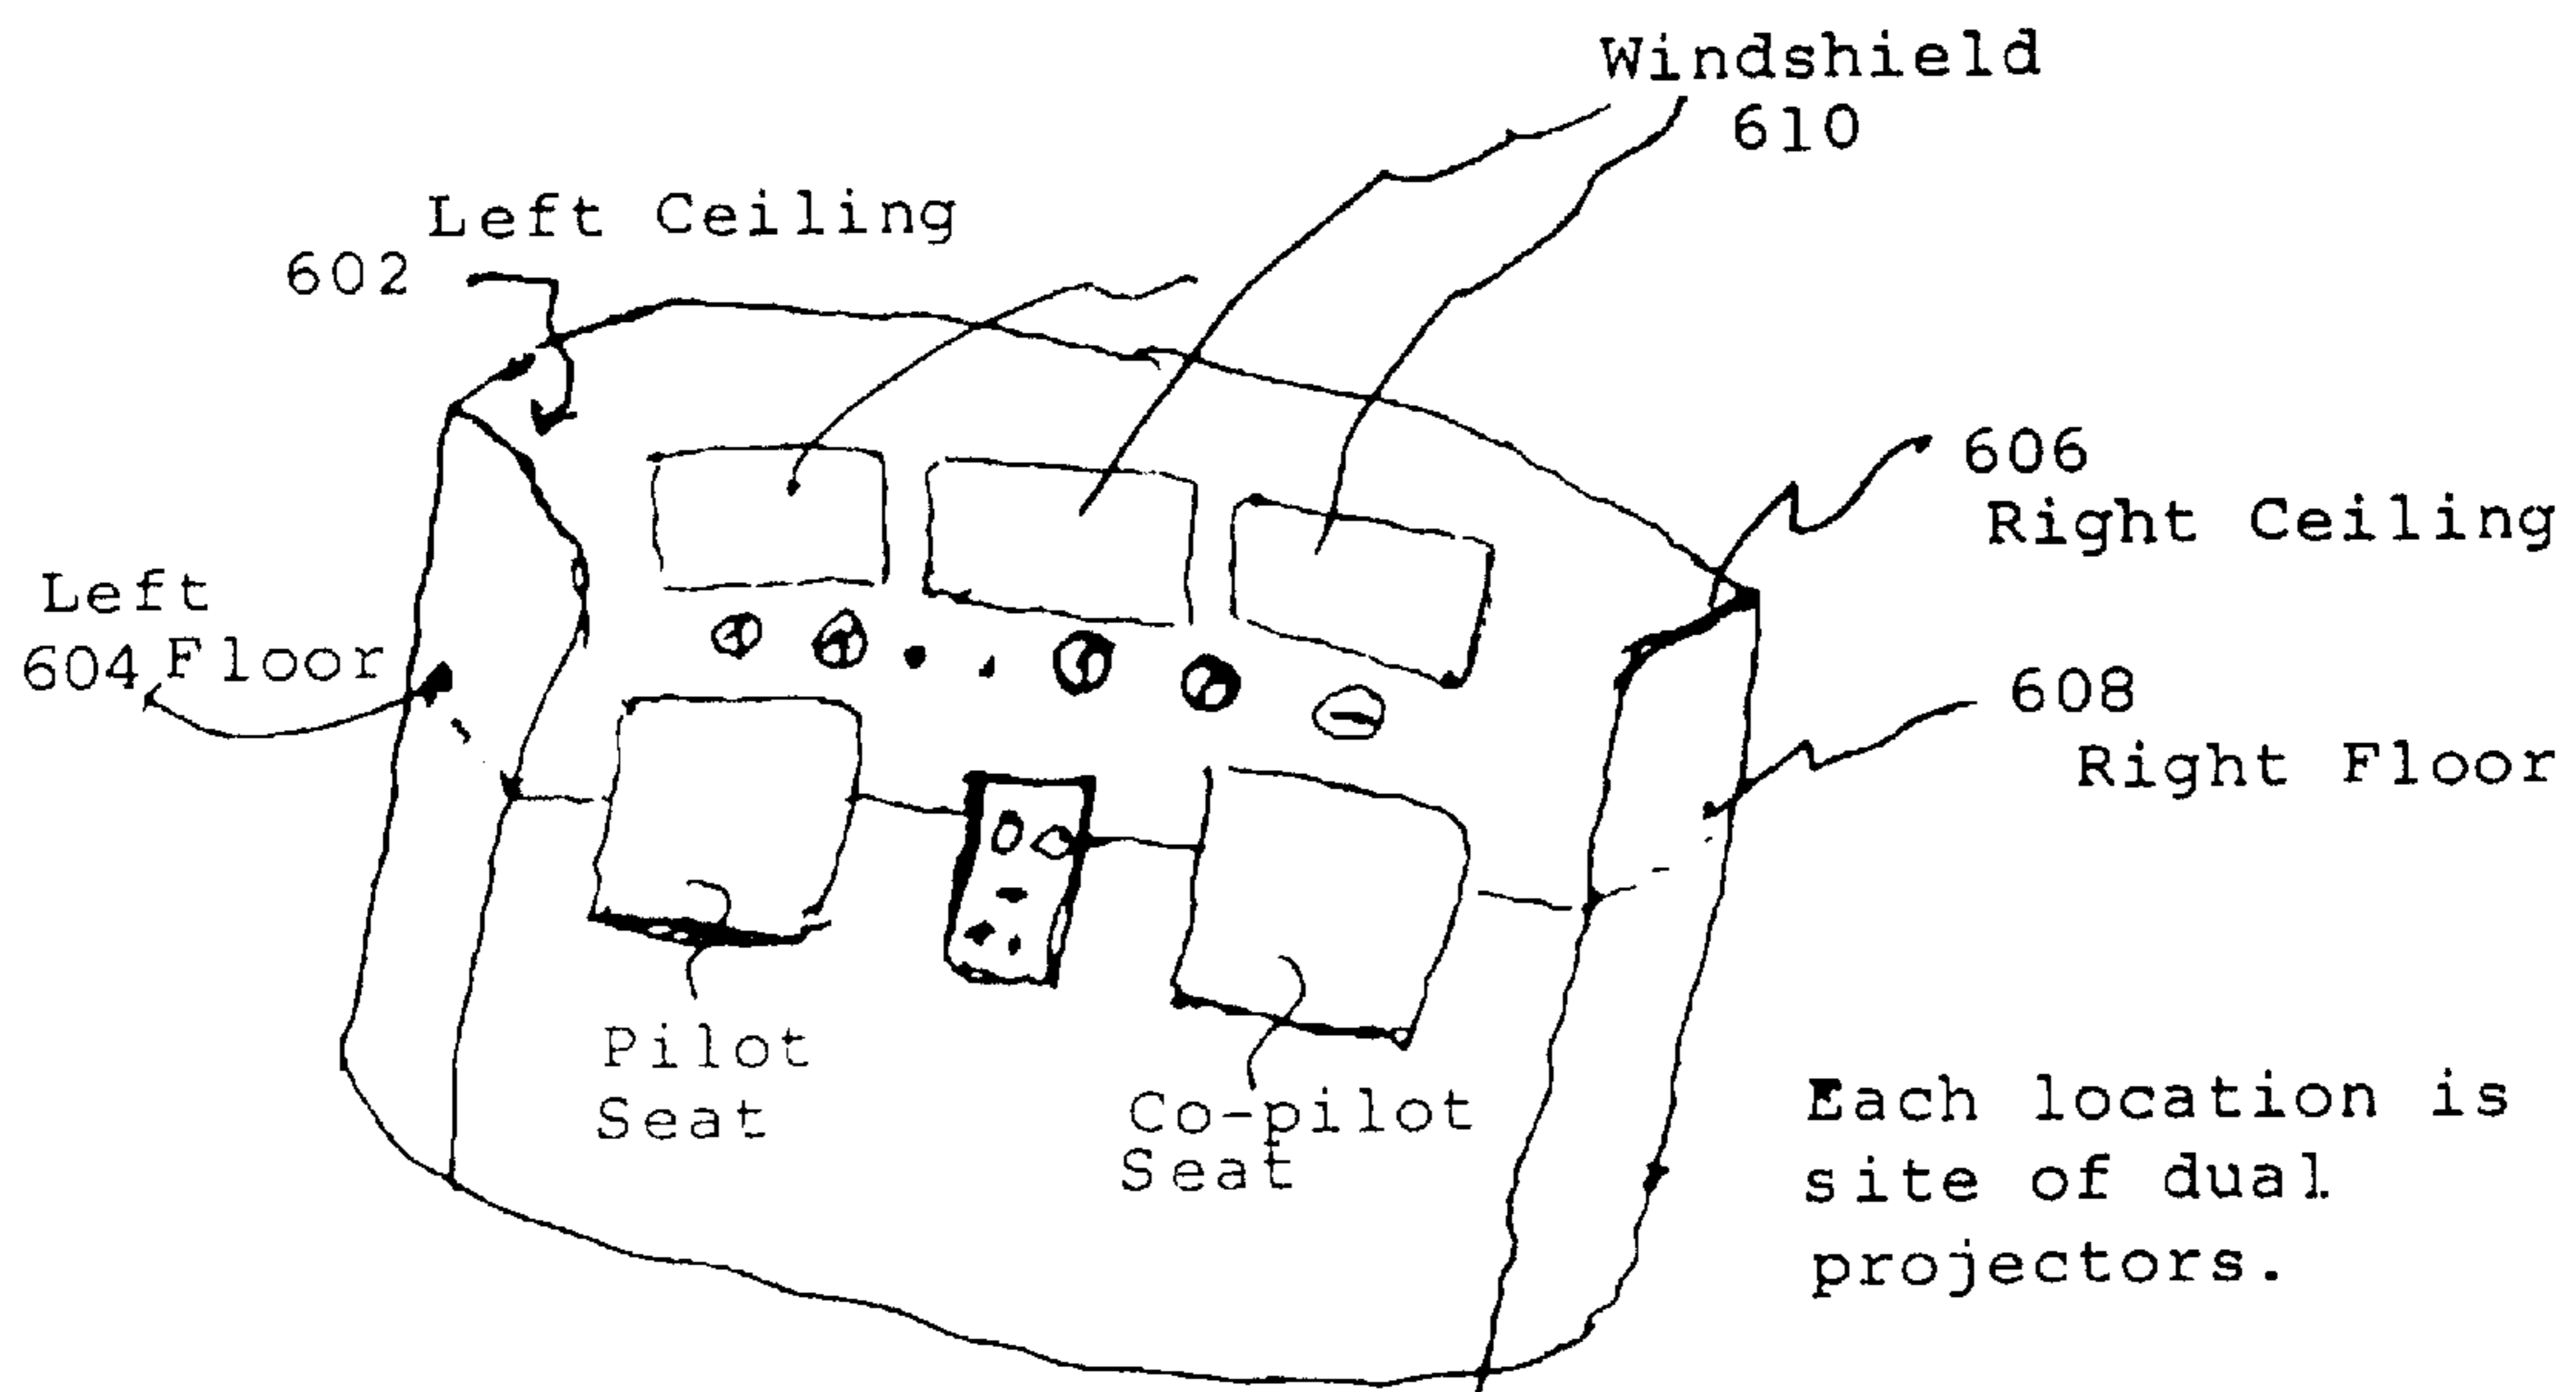 Windshield
610
Left Ceiling
602
606
Right Ceiling
Left
604 Floor
608
Right Floor
Pilot
Seat
Co-pilot
Seat
Each location is
site of dual
projectors.